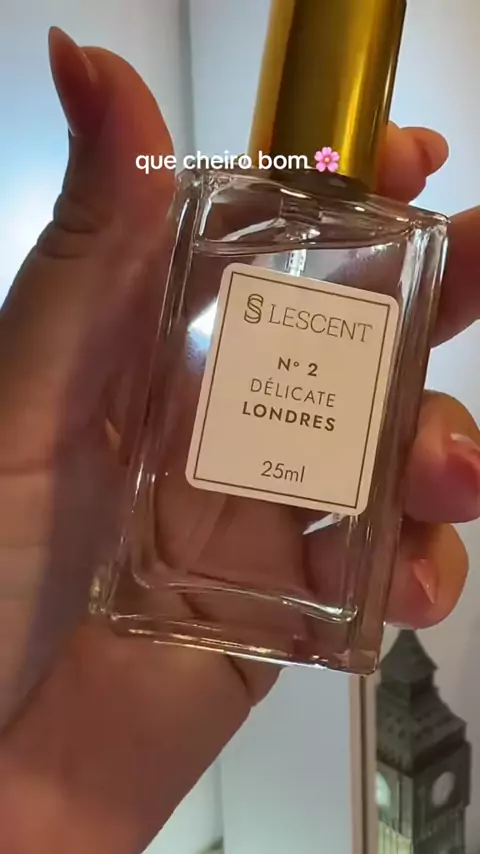 que cheiro bom 🌸
LESCENT
N° 2
DÉLICATE
LONDRES
25ml